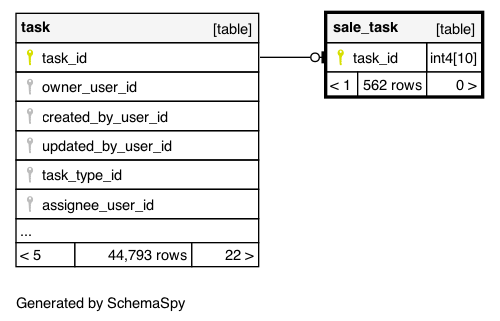 task [table]
task_id
owner_user_id
created_by_user_id
updated_by_user_id
task_type_id
assignee_user_id
...
< 5 44,793 rows 22 >
sale_task [table]
task_id int4[10]
< 1 562 rows 0 >
Generated by SchemaSpy